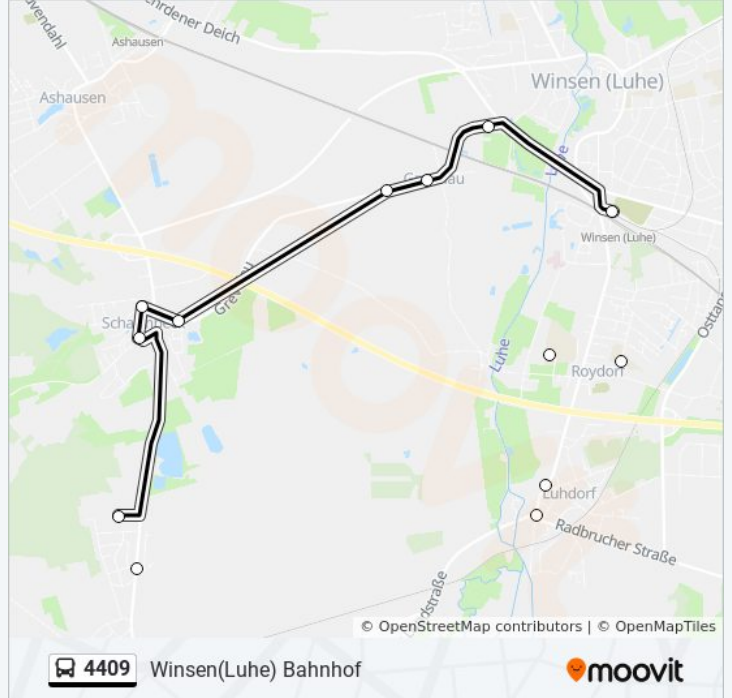 Ashausen
Ashausen
Winsen (Luhe)
Luhe
Winsen (Luhe)
Luhe
Roydorf
Luhdorf
Radbrucher Straße
© OpenStreetMap contributors | © OpenMapTiles
4409 Winsen(Luhe) Bahnhof
moovit